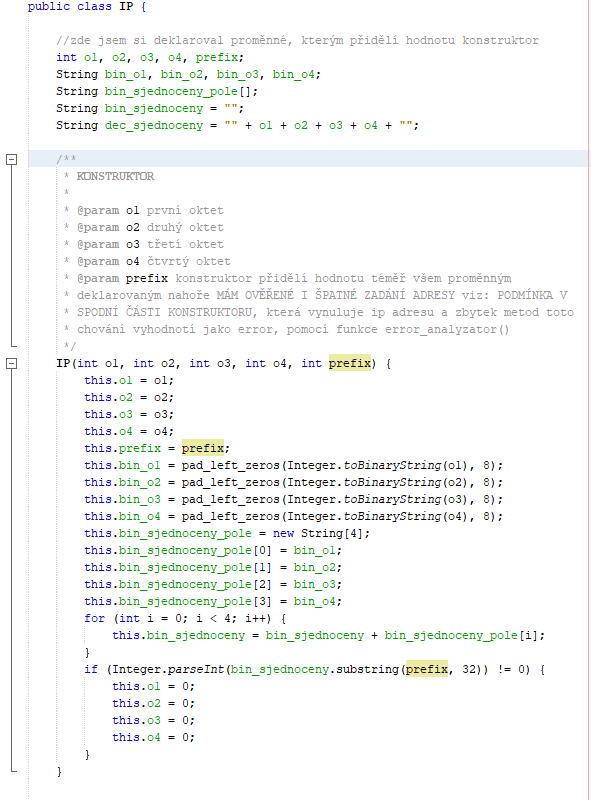 public class IP {
//zde jsem si deklaroval proměnné, kterým přidělí hodnotu konstruktor
int o1, o2, o3, o4, prefix;
String bin_o1, bin_o2, bin_o3, bin_o4;
String bin_sjednoceny_pole[];
String bin_sjednoceny = "";
String dec_sjednoceny = "" + o1 + o2 + o3 + o4 + "";
/**
* KONSTRUKTOR
*
* @param o1 první oktet
* @param o2 druhý oktet
* @param o3 třetí oktet
* @param o4 čtvrtý oktet
* @param prefix konstruktor přidělí hodnotu téměř všem proměnným
* deklarovaným nahoře MÁM OVĚŘENÉ I ŠPATNÉ ZADÁNÍ ADRESY viz: PODMÍNKA V
* SPODNÍ ČÁSTI KONSTRUKTORU, která vynuluje ip adresu a zbytek metod toto
* chování vyhodnotí jako error, pomocí funkce error_analyzator()
*/
IP(int o1, int o2, int o3, int o4, int prefix) {
this.o1 = o1;
this.o2 = o2;
this.o3 = o3;
this.o4 = o4;
this.prefix = prefix;
this.bin_o1 = pad_left_zeros(Integer.toBinaryString(o1), 8);
this.bin_o2 = pad_left_zeros(Integer.toBinaryString(o2), 8);
this.bin_o3 = pad_left_zeros(Integer.toBinaryString(o3), 8);
this.bin_o4 = pad_left_zeros(Integer.toBinaryString(o4), 8);
this.bin_sjednoceny_pole = new String[4];
this.bin_sjednoceny_pole[0] = bin_o1;
this.bin_sjednoceny_pole[1] = bin_o2;
this.bin_sjednoceny_pole[2] = bin_o3;
this.bin_sjednoceny_pole[3] = bin_o4;
for (int i = 0; i < 4; i++) {
this.bin_sjednoceny = bin_sjednoceny + bin_sjednoceny_pole[i];
}
if (Integer.parseInt(bin_sjednoceny.substring(prefix, 32)) != 0) {
this.o1 = 0;
this.o2 = 0;
this.o3 = 0;
this.o4 = 0;
}
}